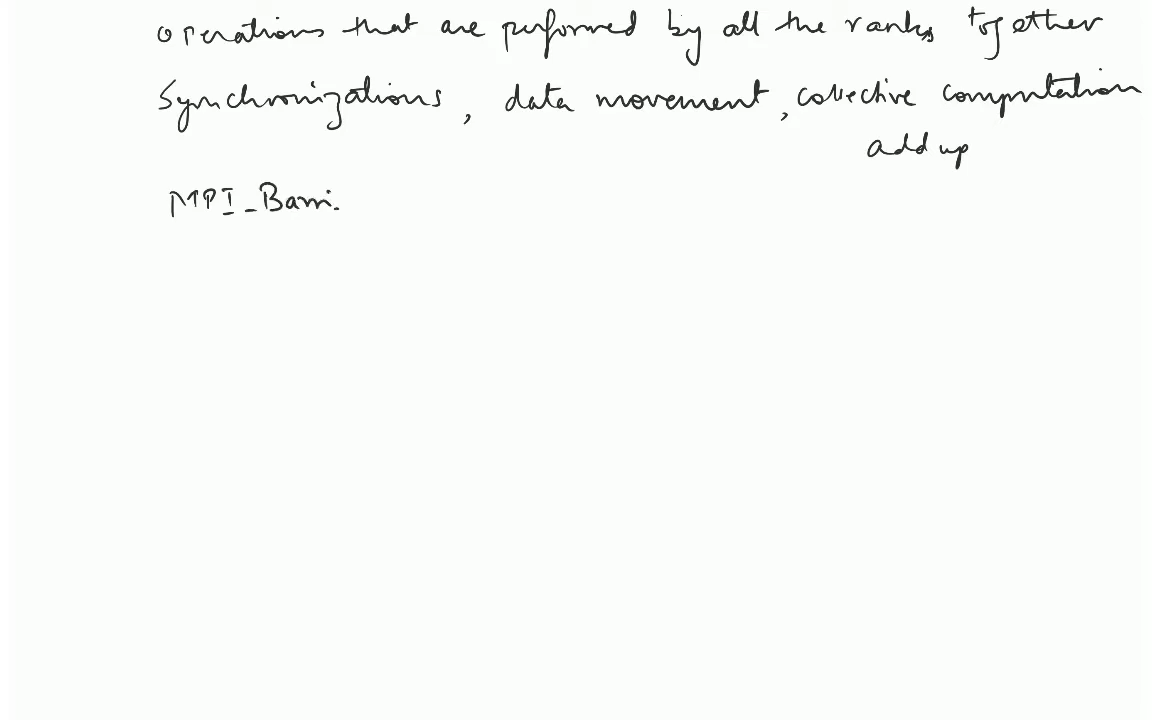 operations that are performed by all the ranks together
Synchronizations, data movement, collective computation
add up
MPI_Barri